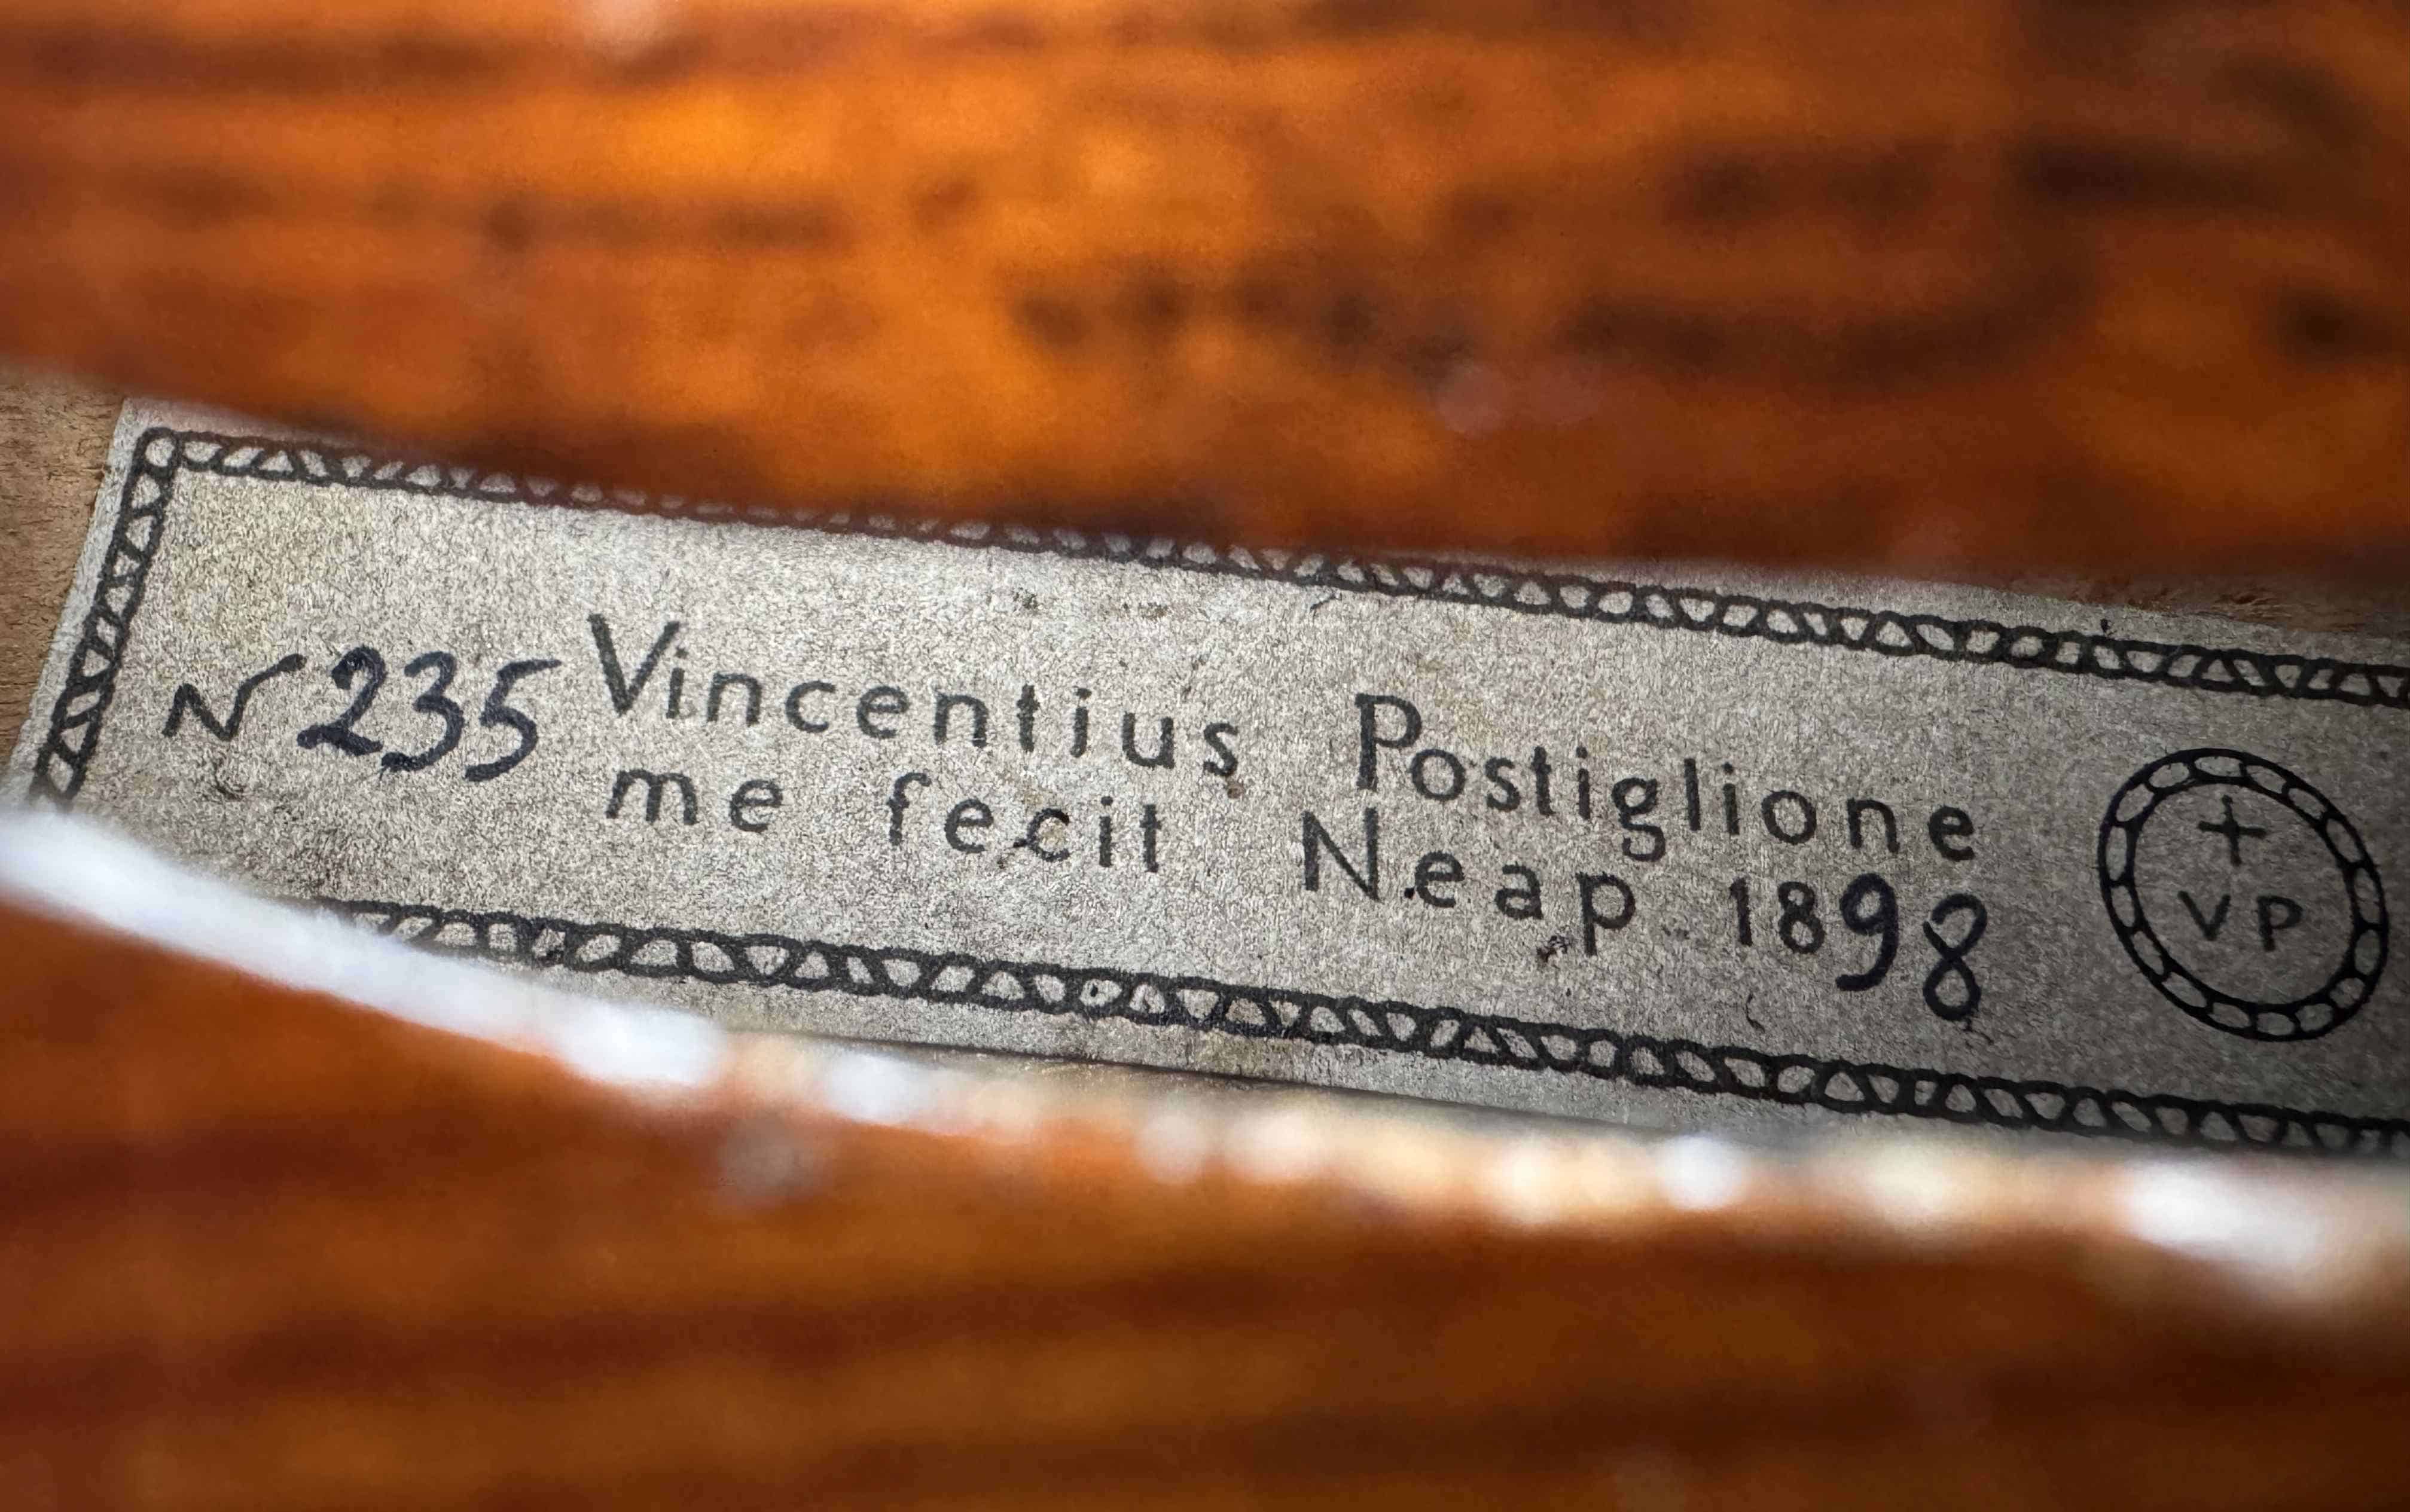 N 235 Vincentius Postiglione
me fecit Neap 1898
+
VP